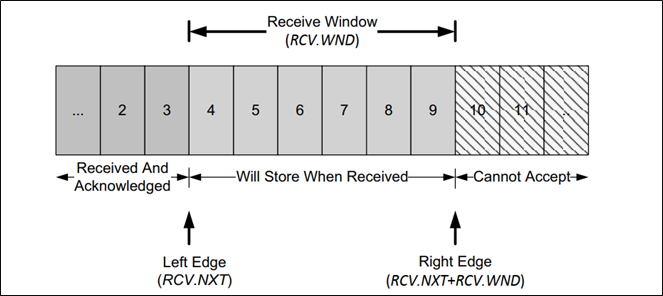 Receive Window
(RCV.WND)
... 2 3 4 5 6 7 8 9 10 11 ..
Received And
Acknowledged
Will Store When Received
Cannot Accept
Left Edge
(RCV.NXT)
Right Edge
(RCV.NXT+RCV.WND)